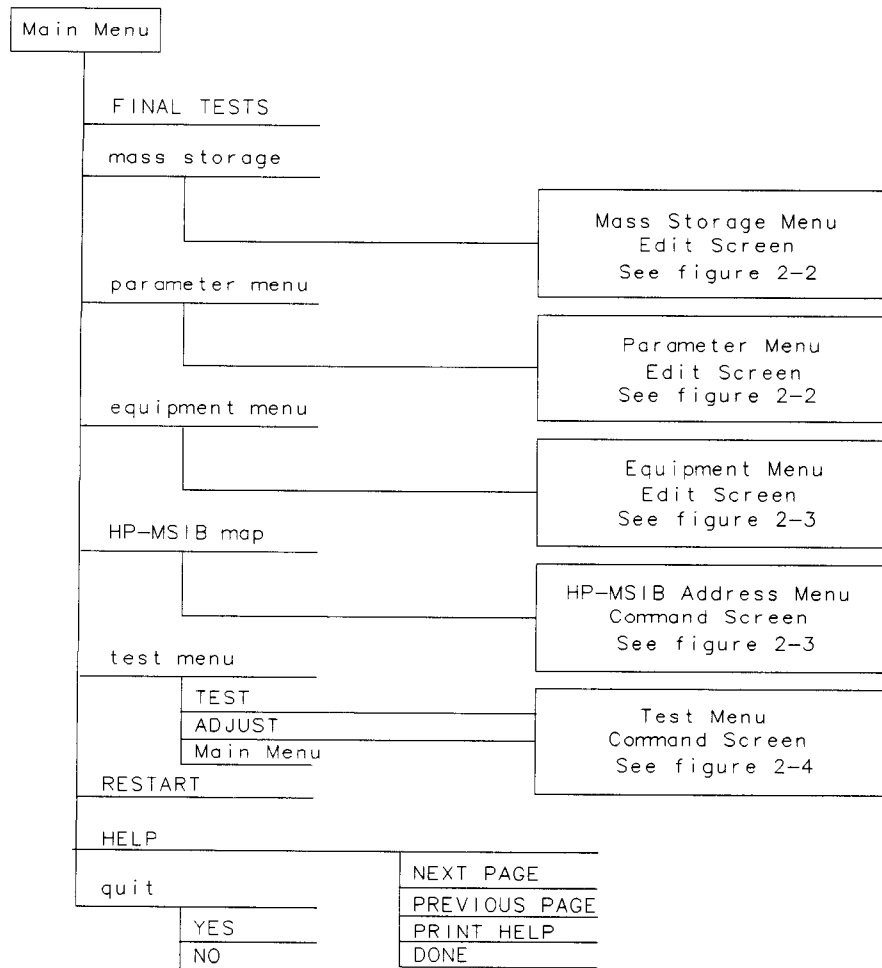 Main Menu
FINAL TESTS
mass storage
Mass Storage Menu
Edit Screen
See figure 2-2
parameter menu
Parameter Menu
Edit Screen
See figure 2-2
equipment menu
Equipment Menu
Edit Screen
See figure 2-3
HP-MSIB map
HP-MSIB Address Menu
Command Screen
See figure 2-3
test menu
TEST
ADJUST
Main Menu
Test Menu
Command Screen
See figure 2-4
RESTART
HELP
NEXT PAGE
PREVIOUS PAGE
PRINT HELP
DONE
quit
YES
NO